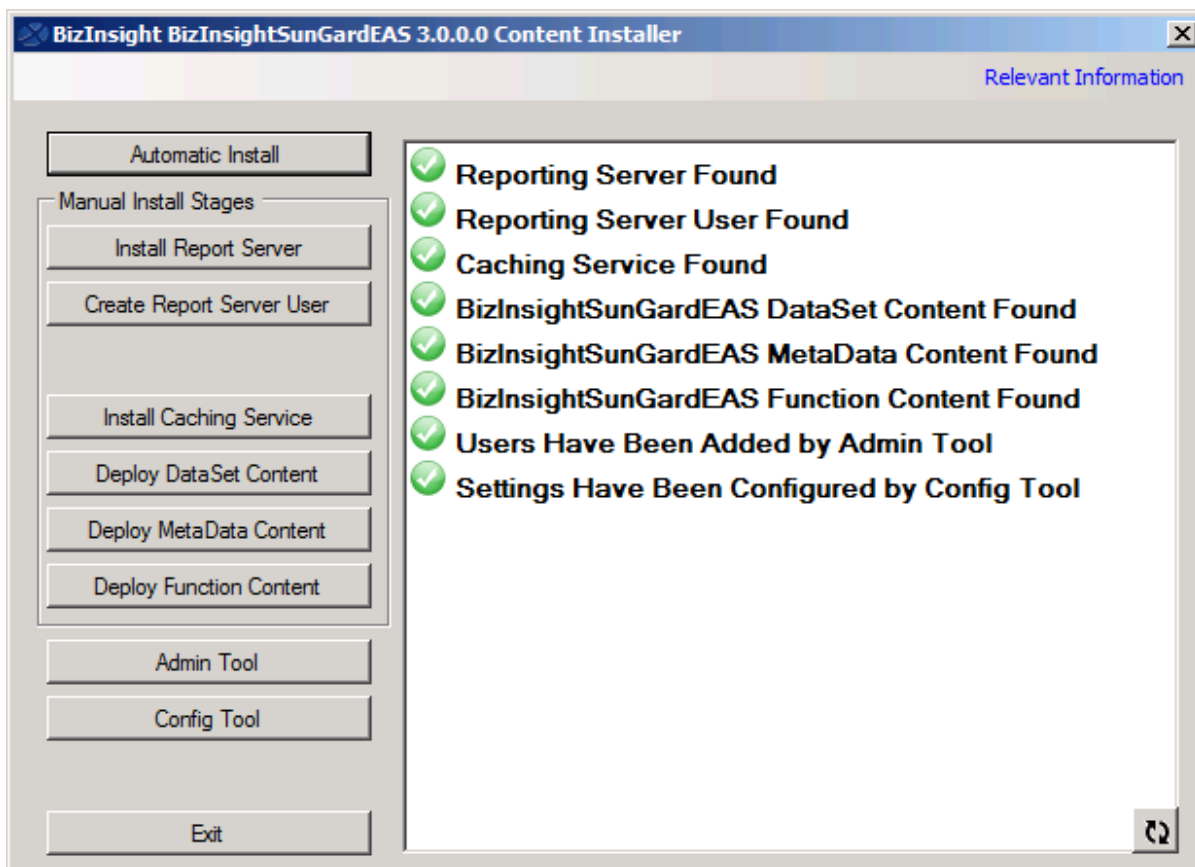 BizInsight BizInsightSunGardEAS 3.0.0.0 Content Installer
Relevant Information
Automatic Install
Manual Install Stages
Install Report Server
Create Report Server User
Install Caching Service
Deploy DataSet Content
Deploy MetaData Content
Deploy Function Content
Admin Tool
Config Tool
Exit
Reporting Server Found
Reporting Server User Found
Caching Service Found
BizInsightSunGardEAS DataSet Content Found
BizInsightSunGardEAS MetaData Content Found
BizInsightSunGardEAS Function Content Found
Users Have Been Added by Admin Tool
Settings Have Been Configured by Config Tool